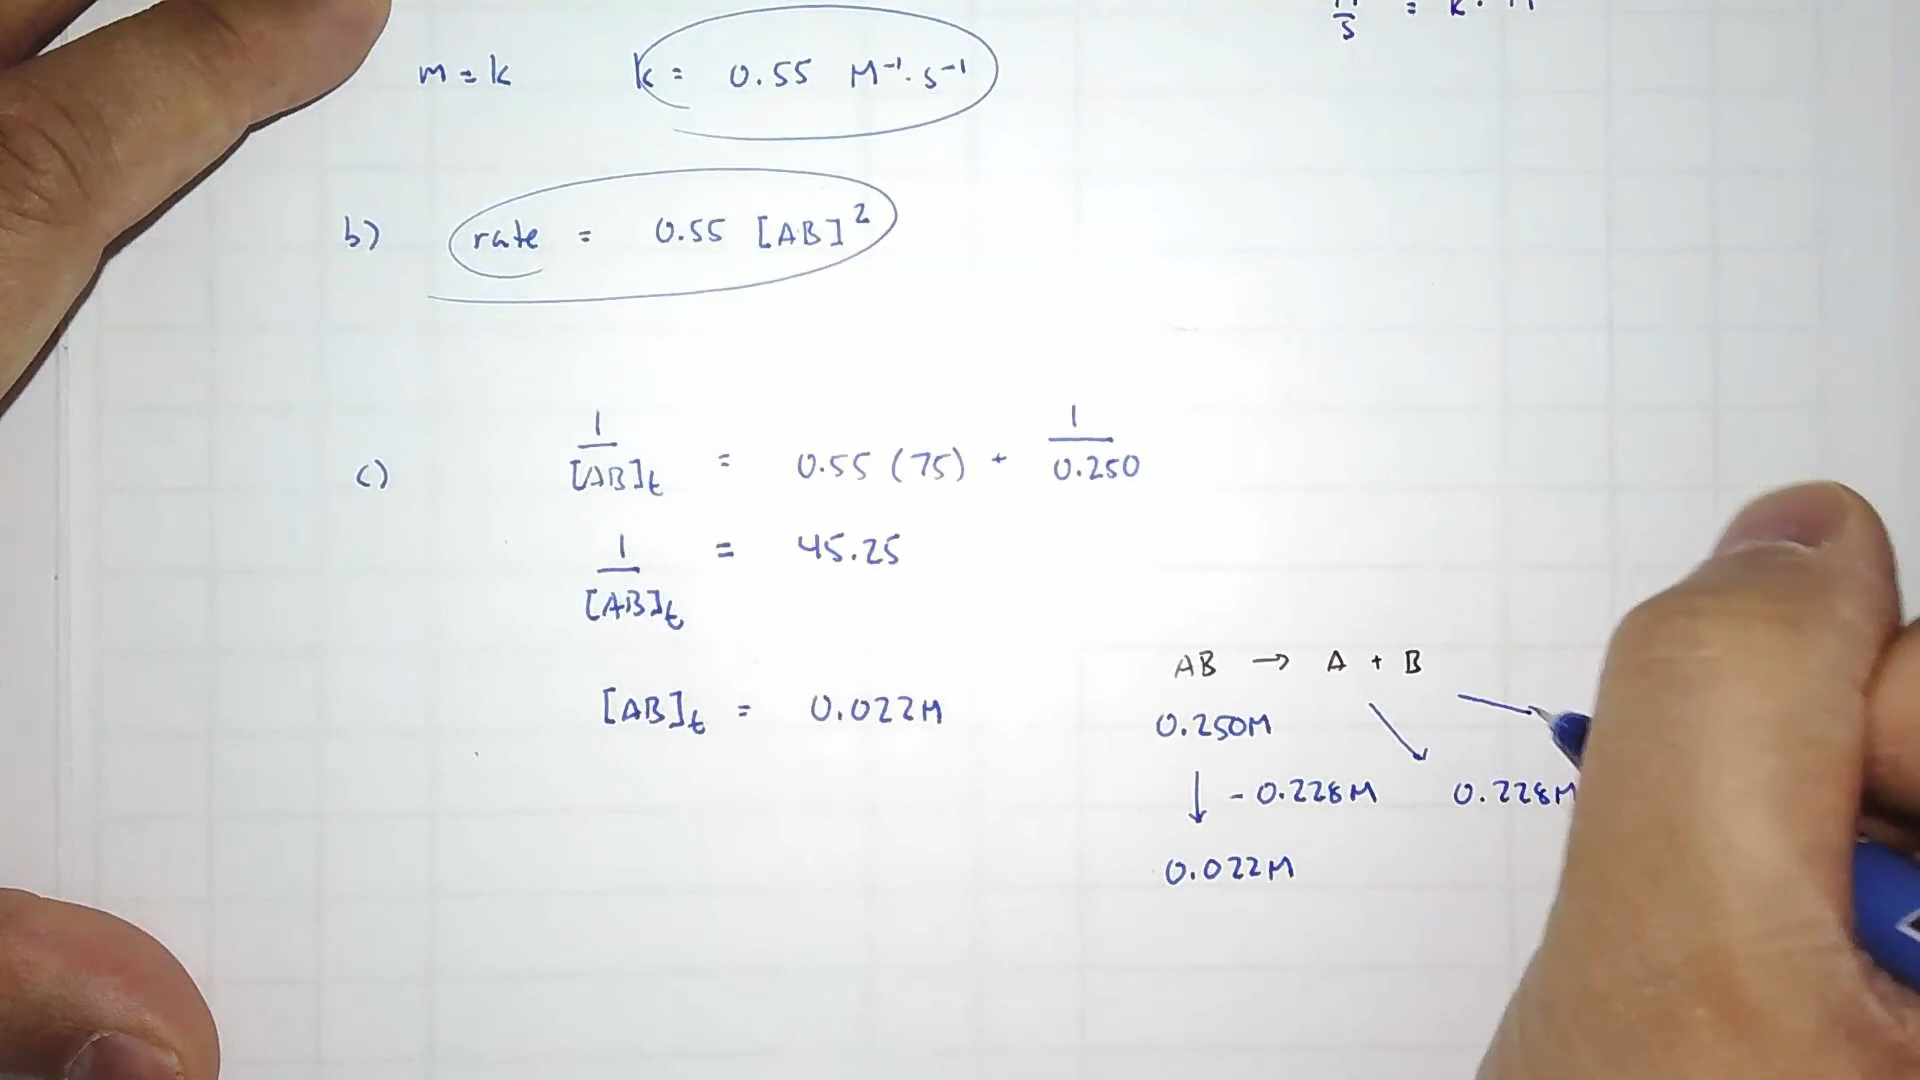 m = k    k = 0.55 M⁻¹·s⁻¹
b)  rate = 0.55 [AB]²
c)  1/[AB]t = 0.55 (75) + 1/0.250
1/[AB]t = 45.25
[AB]t = 0.022M
AB → A + B
0.250M
↓ - 0.228M    0.228M
0.022M